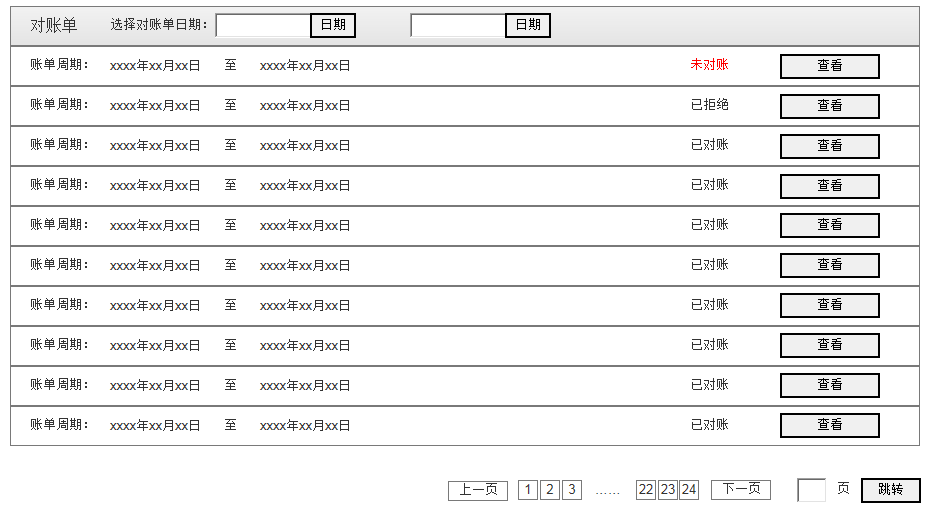 对账单 选择对账单日期： 日期 日期
账单周期： xxxx年xx月xx日 至 xxxx年xx月xx日 未对账 查看
账单周期： xxxx年xx月xx日 至 xxxx年xx月xx日 已拒绝 查看
账单周期： xxxx年xx月xx日 至 xxxx年xx月xx日 已对账 查看
账单周期： xxxx年xx月xx日 至 xxxx年xx月xx日 已对账 查看
账单周期： xxxx年xx月xx日 至 xxxx年xx月xx日 已对账 查看
账单周期： xxxx年xx月xx日 至 xxxx年xx月xx日 已对账 查看
账单周期： xxxx年xx月xx日 至 xxxx年xx月xx日 已对账 查看
账单周期： xxxx年xx月xx日 至 xxxx年xx月xx日 已对账 查看
账单周期： xxxx年xx月xx日 至 xxxx年xx月xx日 已对账 查看
账单周期： xxxx年xx月xx日 至 xxxx年xx月xx日 已对账 查看
上一页 1 2 3 …… 22 23 24 下一页 页 跳转